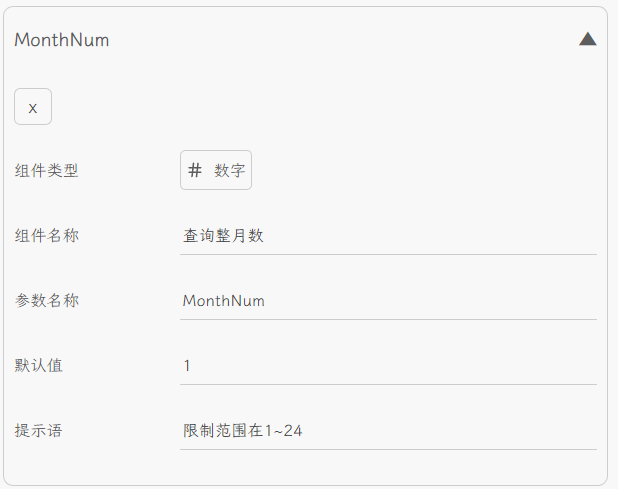 MonthNum ▲
x
组件类型 # 数字
组件名称 查询整月数
参数名称 MonthNum
默认值 1
提示语 限制范围在1~24